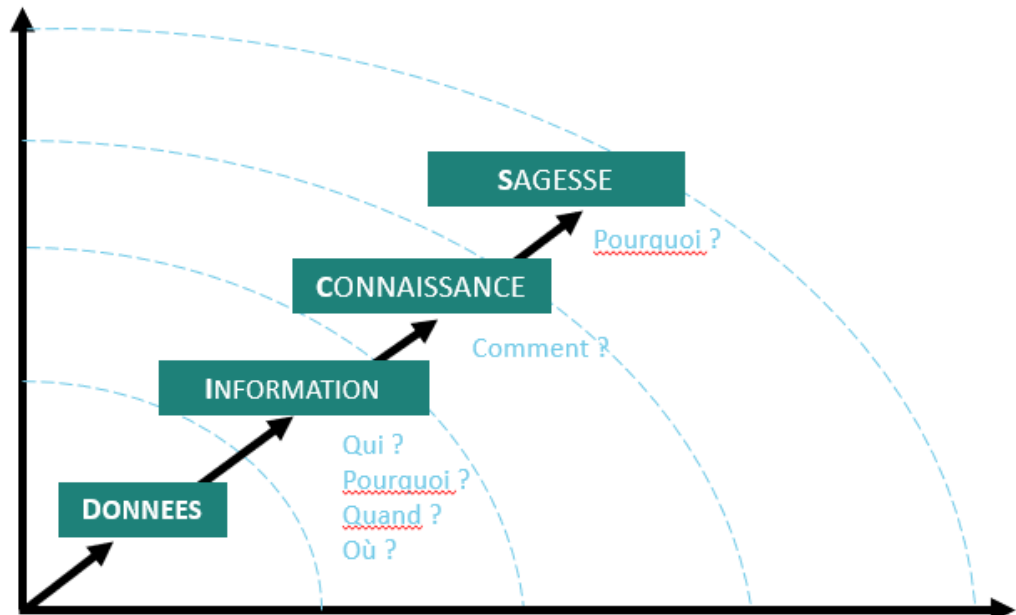 SAGESSE
Pourquoi ?
CONNAISSANCE
Comment ?
INFORMATION
Qui ?
Pourquoi ?
Quand ?
Où ?
DONNEES